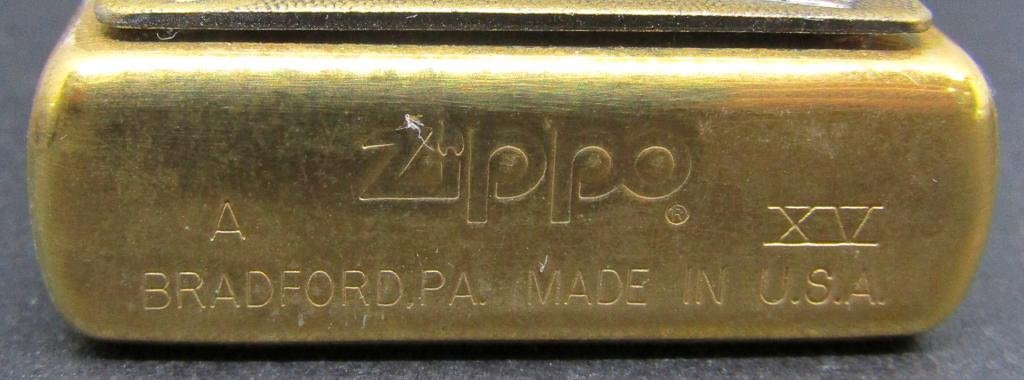 Zippo ®
A XV
BRADFORD, PA. MADE IN U.S.A.